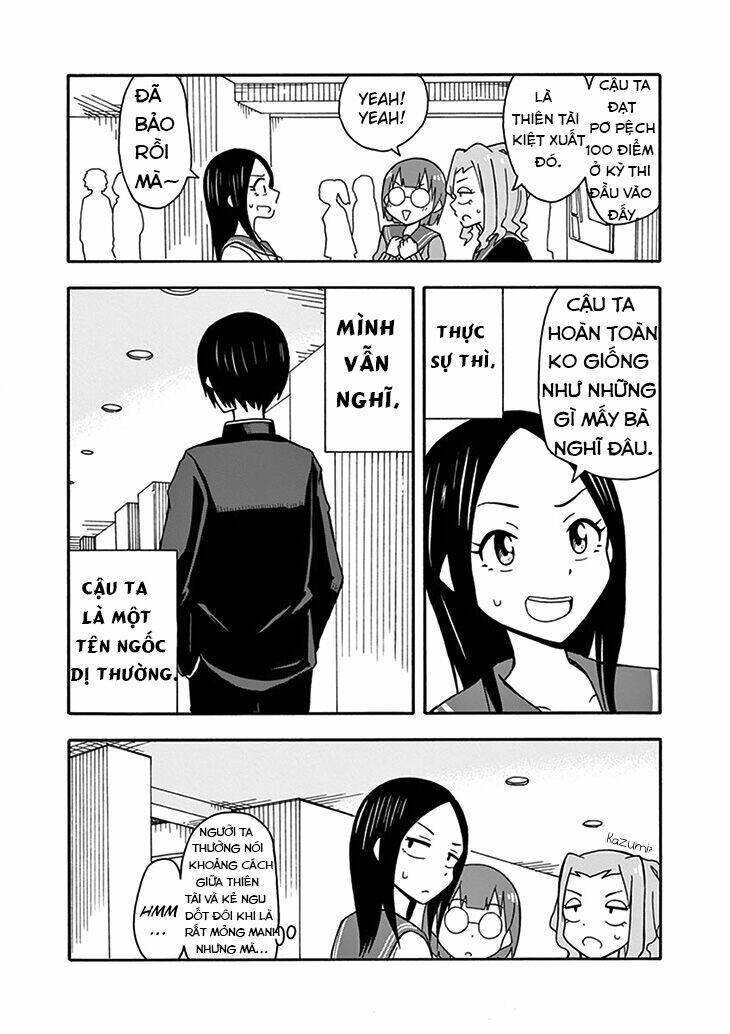 CẬU TA
ĐẠT
PƠ PẸCH
100 ĐIỂM
Ở KỲ THI
ĐẦU VÀO
ĐẤY.
LÀ
THIÊN TÀI
KIỆT XUẤT
ĐÓ.
YEAH!
YEAH!
ĐÃ
BẢO
RỒI
MÀ~
CẬU TA
HOÀN TOÀN
KO GIỐNG
NHƯ NHỮNG
GÌ MẤY BÀ
NGHĨ ĐÂU.
THỰC
SỰ THÌ,
MÌNH
VẪN
NGHĨ,
CẬU TA
LÀ MỘT
TÊN NGỐC
DỊ THƯỜNG.
Kazumi?
NGƯỜI TA
THƯỜNG NÓI
KHOẢNG CÁCH
GIỮA THIÊN
TÀI VÀ KẺ NGU
DỐT ĐÔI KHI LÀ
RẤT MỎNG MANH
NHƯNG MÀ...
HMM
...